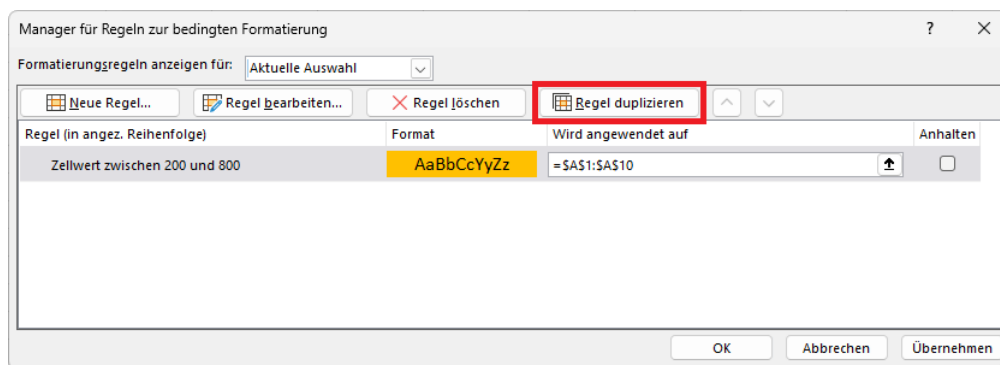 Manager für Regeln zur bedingten Formatierung
Formatierungsregeln anzeigen für: Aktuelle Auswahl
Neue Regel... Regel bearbeiten... Regel löschen Regel duplizieren
Regel (in angez. Reihenfolge) Format Wird angewendet auf Anhalten
Zellwert zwischen 200 und 800 AaBbCcYyZz =$A$1:$A$10
OK Abbrechen Übernehmen